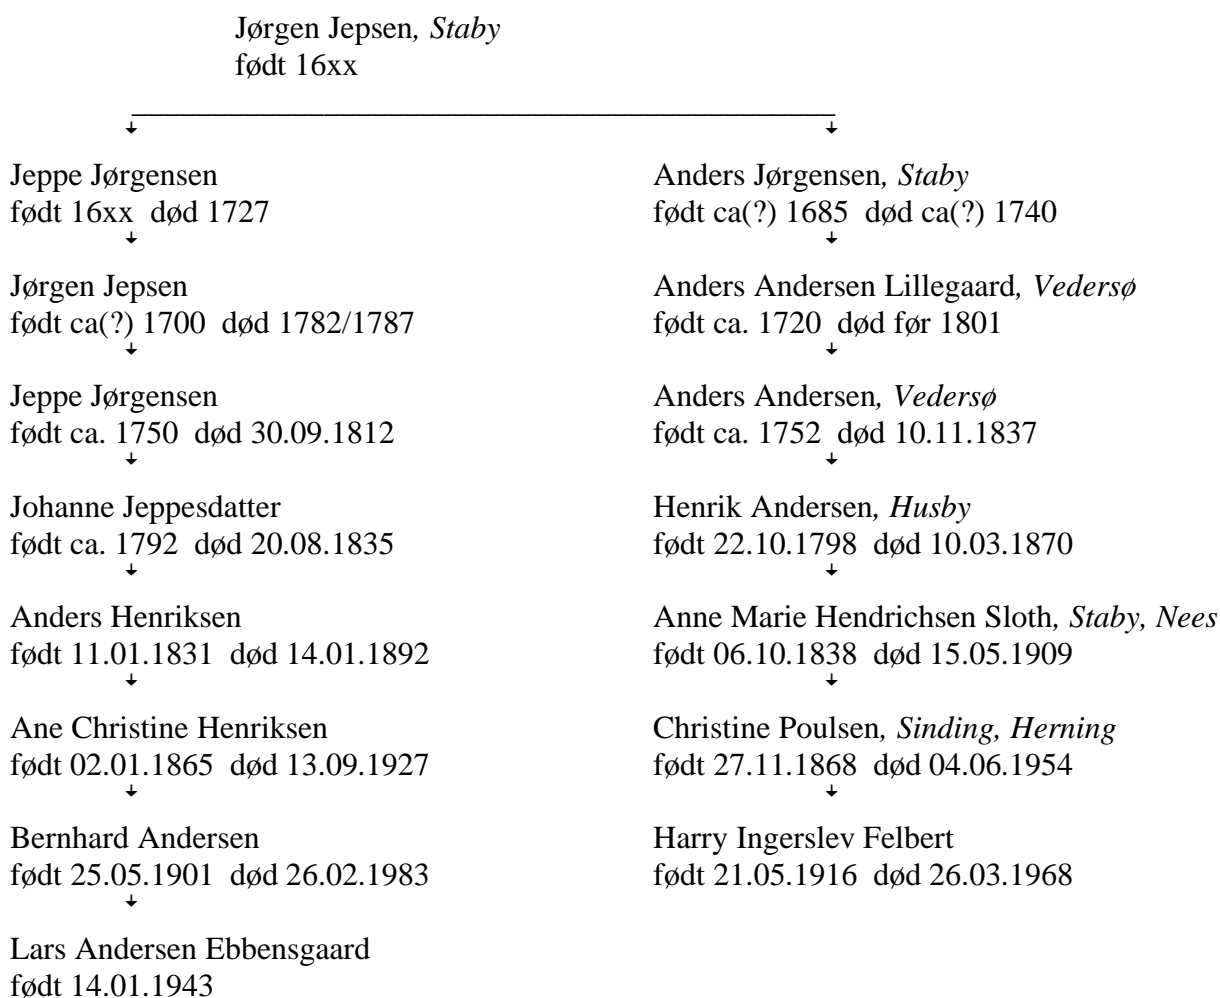 Jørgen Jepsen, Staby
født 16xx
Jeppe Jørgensen
født 16xx død 1727
Jørgen Jepsen
født ca(?) 1700 død 1782/1787
Jeppe Jørgensen
født ca. 1750 død 30.09.1812
Johanne Jeppesdatter
født ca. 1792 død 20.08.1835
Anders Henriksen
født 11.01.1831 død 14.01.1892
Ane Christine Henriksen
født 02.01.1865 død 13.09.1927
Bernhard Andersen
født 25.05.1901 død 26.02.1983
Lars Andersen Ebbensgaard
født 14.01.1943
Anders Jørgensen, Staby
født ca(?) 1685 død ca(?) 1740
Anders Andersen Lillegaard, Vedersø
født ca. 1720 død før 1801
Anders Andersen, Vedersø
født ca. 1752 død 10.11.1837
Henrik Andersen, Husby
født 22.10.1798 død 10.03.1870
Anne Marie Hendrichsen Sloth, Staby, Nees
født 06.10.1838 død 15.05.1909
Christine Poulsen, Sinding, Herning
født 27.11.1868 død 04.06.1954
Harry Ingerslev Felbert
født 21.05.1916 død 26.03.1968